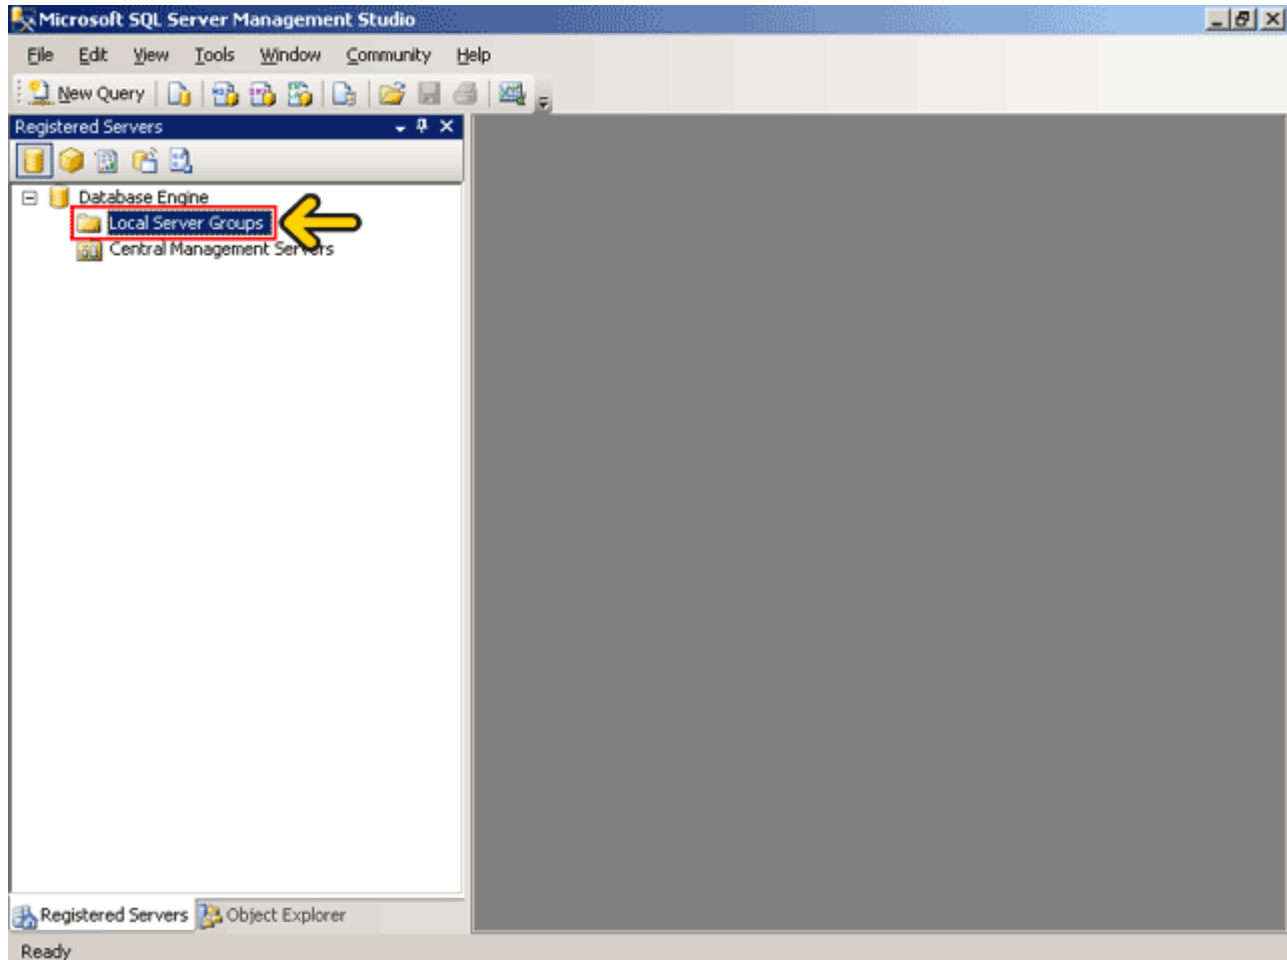 Microsoft SQL Server Management Studio
File Edit View Tools Window Community Help
New Query
Registered Servers
Database Engine
Local Server Groups
Central Management Servers
Registered Servers Object Explorer
Ready